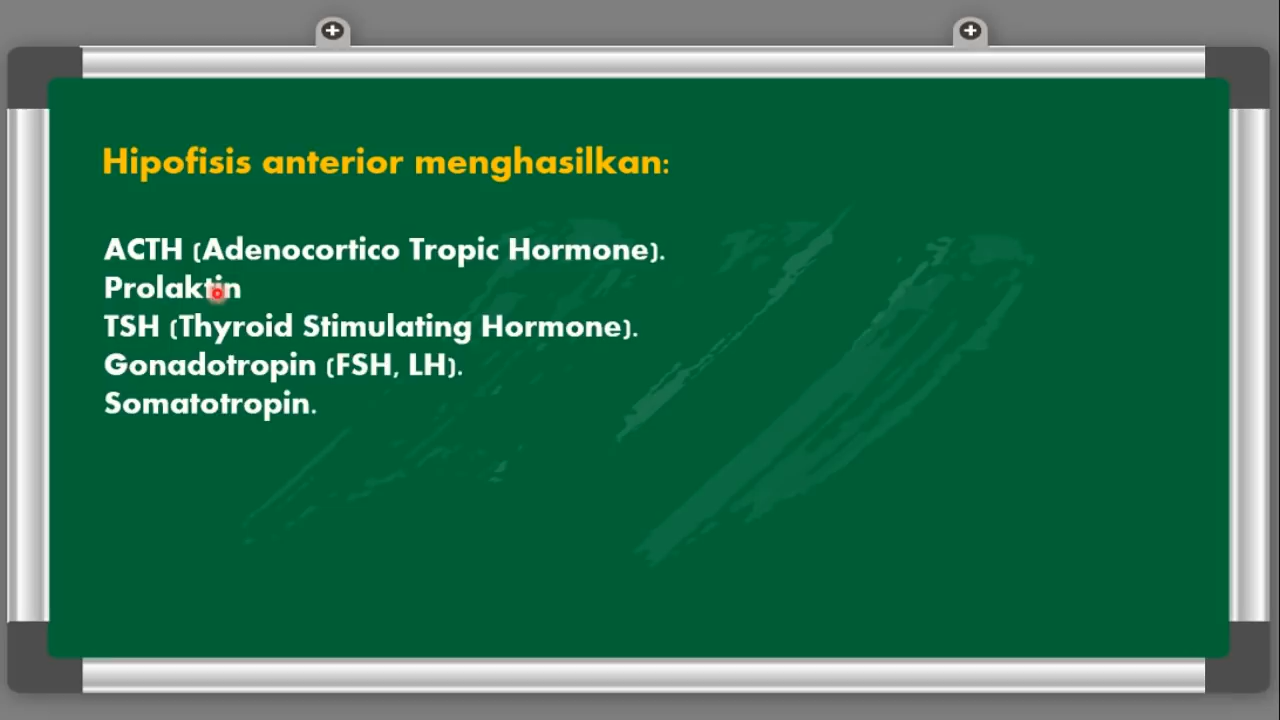 Hipofisis anterior menghasilkan:
ACTH (Adenocortico Tropic Hormone).
Prolaktin
TSH (Thyroid Stimulating Hormone).
Gonadotropin (FSH, LH).
Somatotropin.